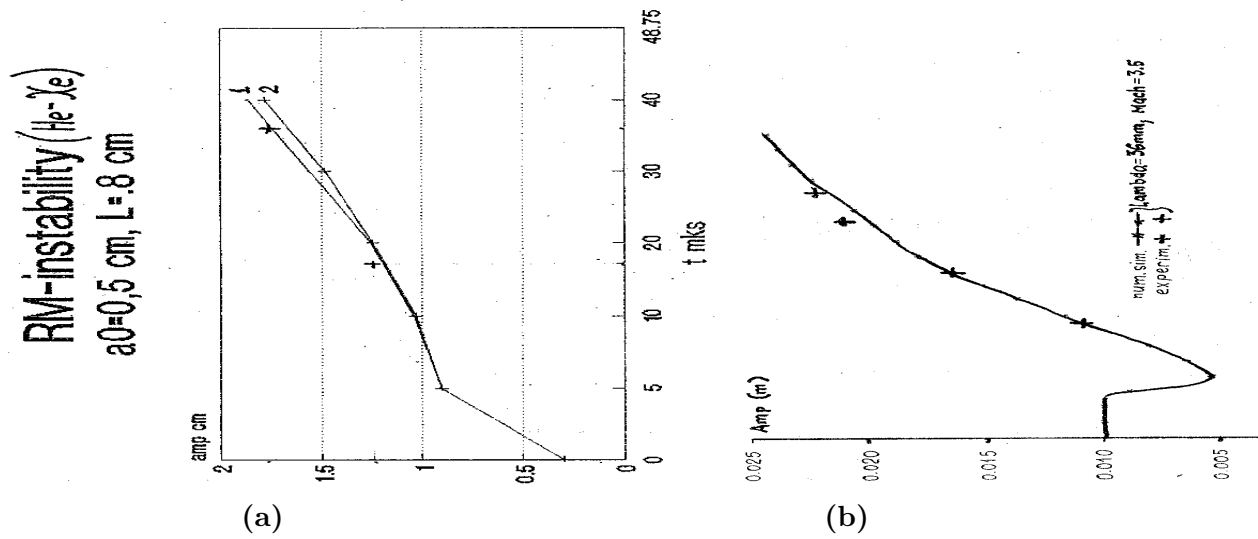 RM-instability (He-Xe)
a0=0,5 cm, L=.8 cm
amp cm
2
1.5
1
0.5
0
0
5
10
20
30
40
48.75
t mks
1
2
(a)
Amp (m)
0.025
0.020
0.015
0.010
0.005
num.sim.
(Lambda=36mm, Mach=3.5
experim.
(b)